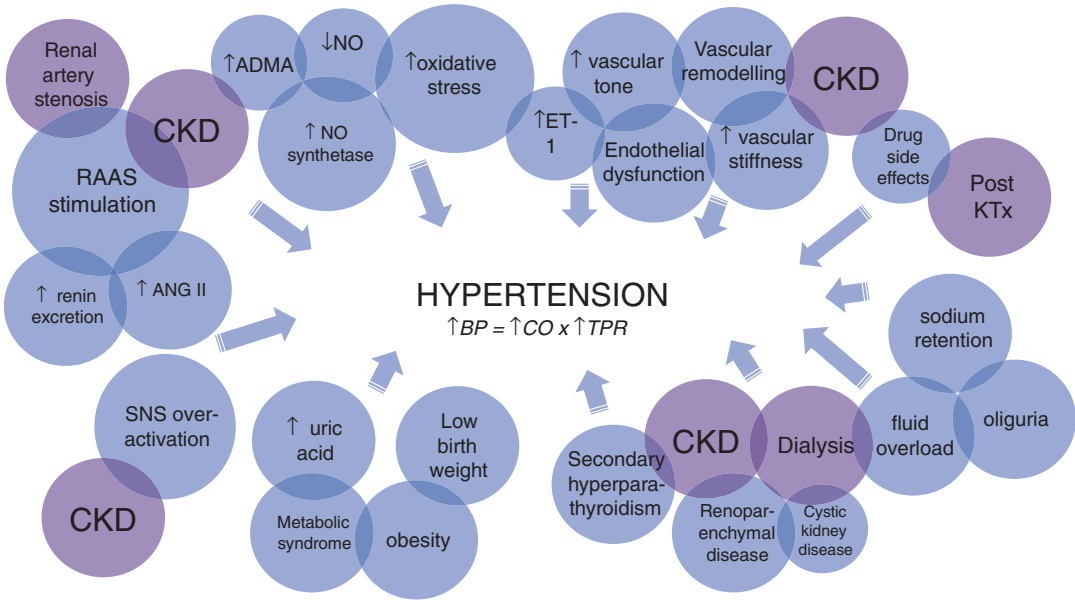 Renal
artery
stenosis
CKD
RAAS
stimulation
↑ renin
excretion
↑ ANG II
↑ADMA
↓NO
↑oxidative
stress
↑ NO
synthetase
↑ET-
1
↑ vascular
tone
Endothelial
dysfunction
Vascular
remodelling
↑ vascular
stiffness
CKD
Drug
side
effects
Post
KTx
HYPERTENSION
↑BP = ↑CO x ↑TPR
SNS over-
activation
CKD
↑ uric
acid
Metabolic
syndrome
obesity
Low
birth
weight
Secondary
hyperpara-
thyroidism
CKD
Renopar-
enchymal
disease
Dialysis
Cystic
kidney
disease
fluid
overload
sodium
retention
oliguria